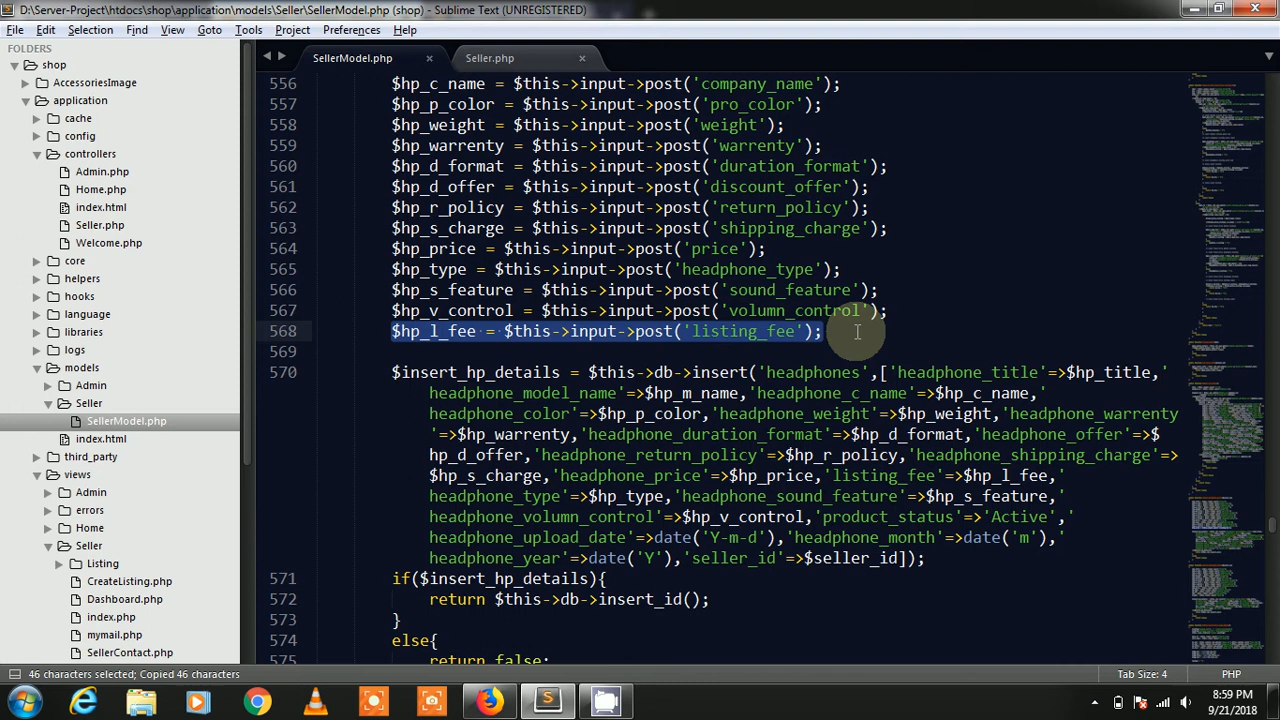 D:\Server-Project\htdocs\shop\application\models\Seller\SellerModel.php (shop) - Sublime Text (UNREGISTERED)
File Edit Selection Find View Goto Tools Project Preferences Help
FOLDERS
shop
AccessoriesImage
application
cache
config
controllers
Admin.php
Home.php
index.html
Seller.php
Welcome.php
core
helpers
hooks
language
libraries
logs
models
Admin
Seller
SellerModel.php
index.html
third_party
views
Admin
errors
Home
Seller
Listing
CreateListing.php
Dashboard.php
index.php
mymail.php
SellerContact.php
SellerModel.php Seller.php
556 $hp_c_name = $this->input->post('company_name');
557 $hp_p_color = $this->input->post('pro_color');
558 $hp_weight = $this->input->post('weight');
559 $hp_warrenty = $this->input->post('warrenty');
560 $hp_d_format = $this->input->post('duration_format');
561 $hp_d_offer = $this->input->post('discount_offer');
562 $hp_r_policy = $this->input->post('return_policy');
563 $hp_s_charge = $this->input->post('shipping_charge');
564 $hp_price = $this->input->post('price');
565 $hp_type = $this->input->post('headphone_type');
566 $hp_s_feature = $this->input->post('sound_feature');
567 $hp_v_control = $this->input->post('volumn_control');
568 $hp_l_fee = $this->input->post('listing_fee');
569
570 $insert_hp_details = $this->db->insert('headphones',['headphone_title'=>$hp_title,'
headphone_model_name'=>$hp_m_name,'headphone_c_name'=>$hp_c_name,'
headphone_color'=>$hp_p_color,'headphone_weight'=>$hp_weight,'headphone_warrenty
'=>$hp_warrenty,'headphone_duration_format'=>$hp_d_format,'headphone_offer'=>$
hp_d_offer,'headphone_return_policy'=>$hp_r_policy,'headphone_shipping_charge'=>
$hp_s_charge,'headphone_price'=>$hp_price,'listing_fee'=>$hp_l_fee,'
headphone_type'=>$hp_type,'headphone_sound_feature'=>$hp_s_feature,'
headphone_volumn_control'=>$hp_v_control,'product_status'=>'Active','
headphone_upload_date'=>date('Y-m-d'),'headphone_month'=>date('m'),'
headphone_year'=>date('Y'),'seller_id'=>$seller_id]);
571 if($insert_hp_details){
572 return $this->db->insert_id();
573 }
574 else{
575 return false;
46 characters selected; Copied 46 characters
Tab Size: 4
PHP
8:59 PM
9/21/2018